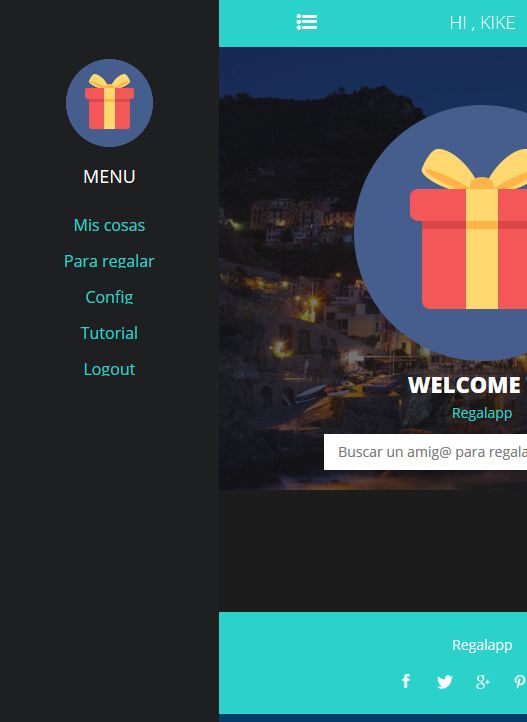 HI , KIKE
MENU
Mis cosas
Para regalar
Config
Tutorial
Logout
WELCOME
Regalapp
Buscar un amig@ para regala
Regalapp